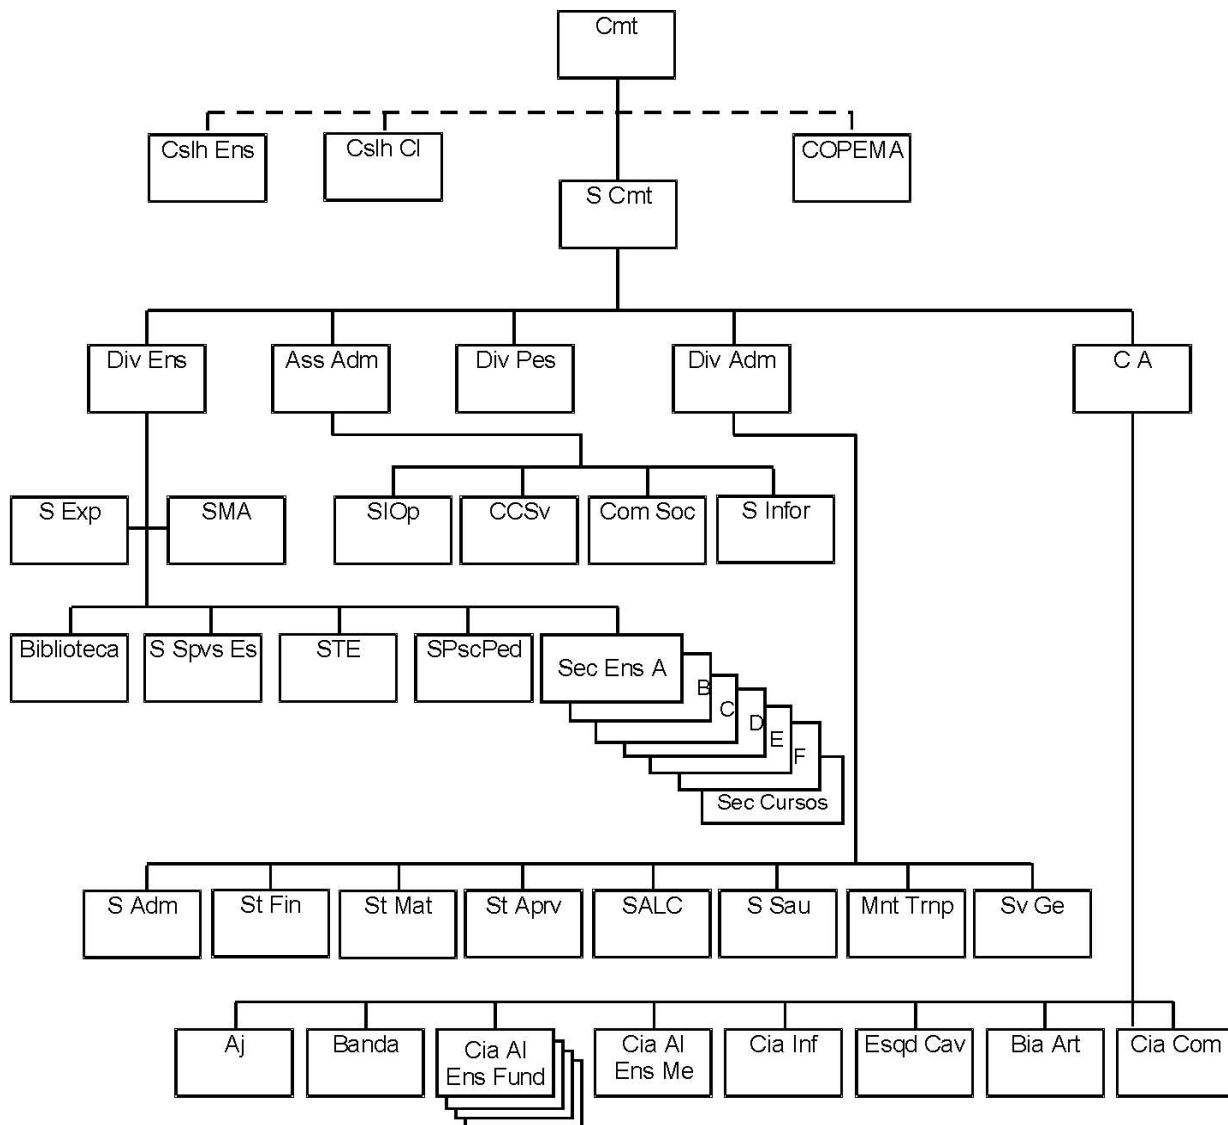 Cmt
Cslh Ens
Cslh Cl
COPEMA
S Cmt
Div Ens
Ass Adm
Div Pes
Div Adm
C A
S Exp
SMA
SIOp
CCSv
Com Soc
S Infor
Biblioteca
S Spvs Es
STE
SPscPed
Sec Ens A
B
C
D
E
F
Sec Cursos
S Adm
St Fin
St Mat
St Aprv
SALC
S Sau
Mnt Trnp
Sv Ge
Aj
Banda
Cia Al
Ens Fund
Cia Al
Ens Me
Cia Inf
Esqd Cav
Bia Art
Cia Com